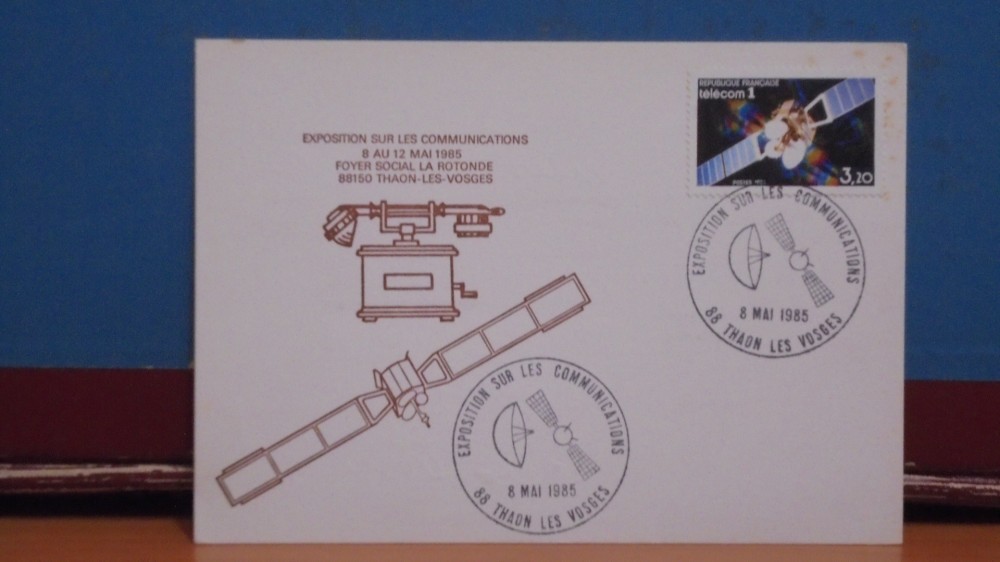 EXPOSITION SUR LES COMMUNICATIONS
8 AU 12 MAI 1985
FOYER SOCIAL LA ROTONDE
88150 THAON-LES-VOSGES
REPUBLIQUE FRANÇAISE
télécom 1
3,20
EXPOSITION SUR LES COMMUNICATIONS
8 MAI 1985
88 THAON LES VOSGES
EXPOSITION SUR LES COMMUNICATIONS
8 MAI 1985
88 THAON LES VOSGES